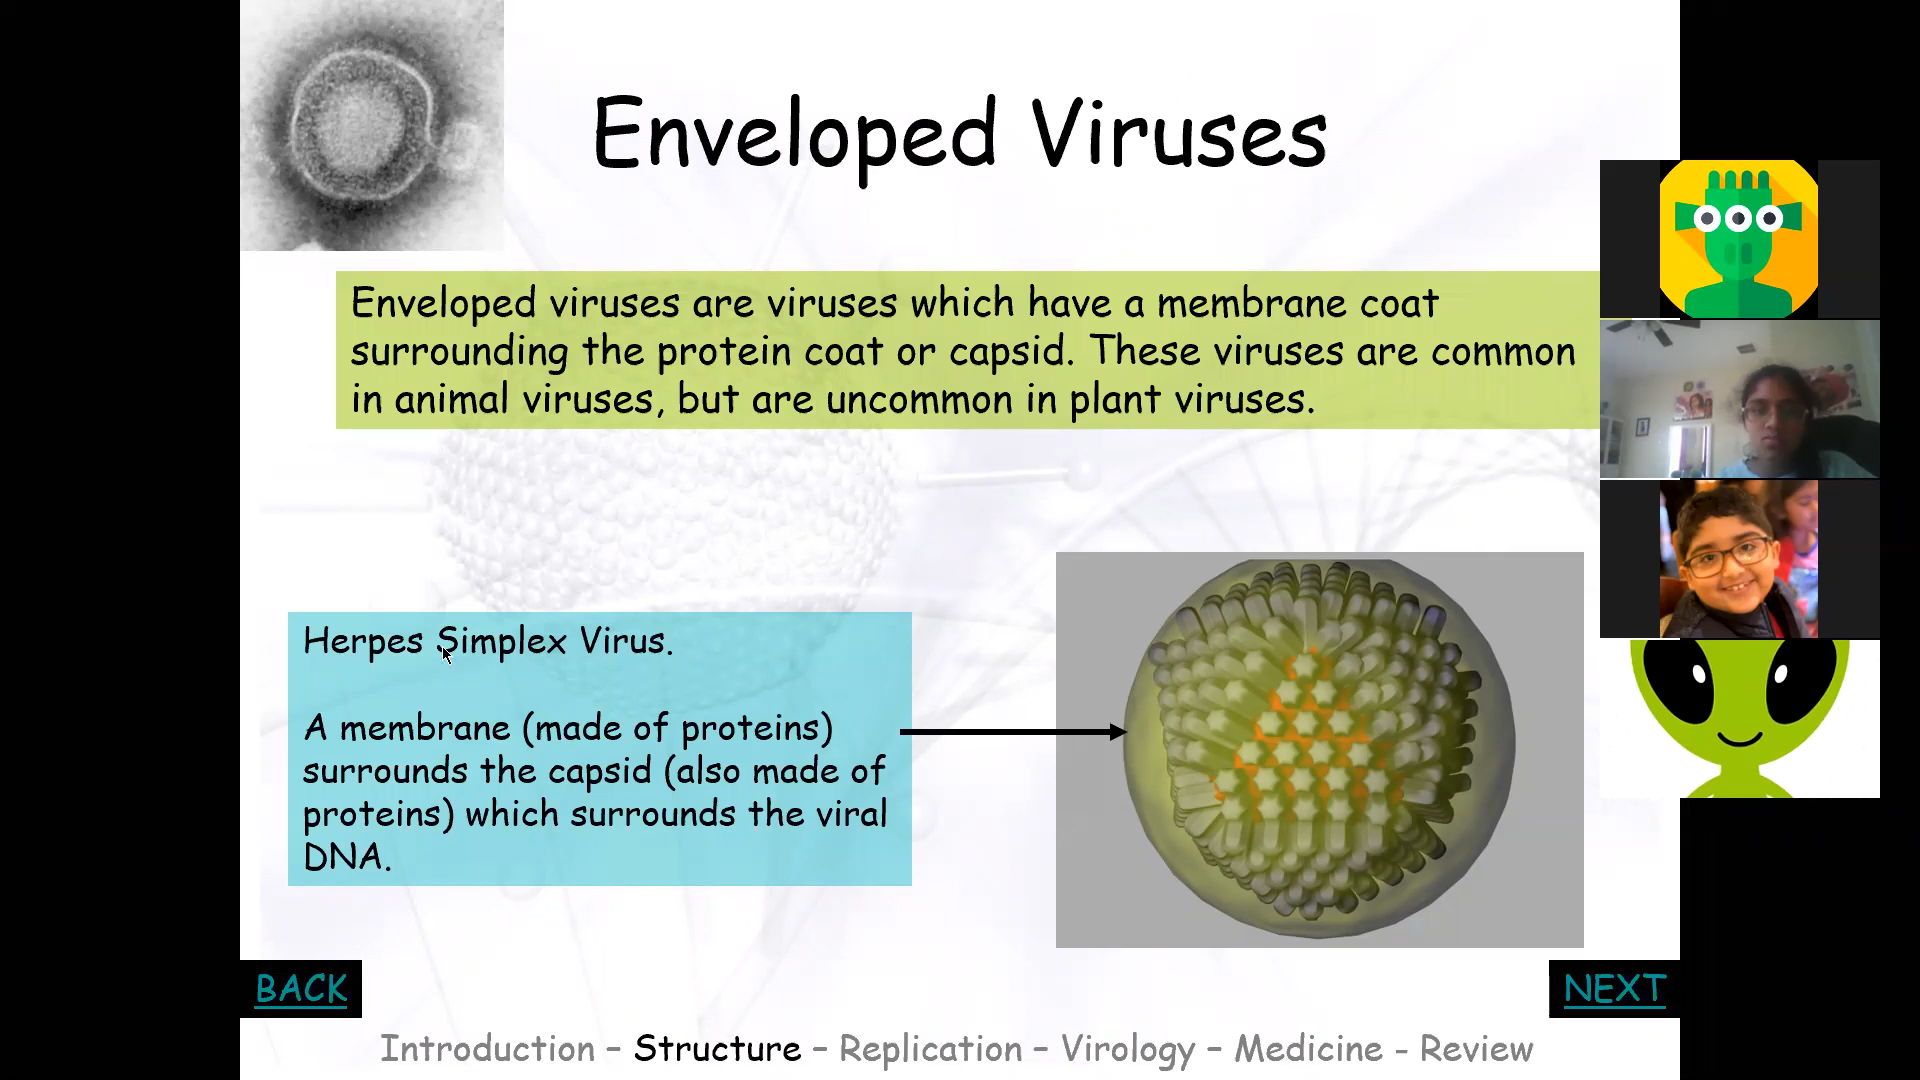 Enveloped Viruses
Enveloped viruses are viruses which have a membrane coat
surrounding the protein coat or capsid. These viruses are common
in animal viruses, but are uncommon in plant viruses.
Herpes Simplex Virus.
A membrane (made of proteins)
surrounds the capsid (also made of
proteins) which surrounds the viral
DNA.
BACK
NEXT
Introduction – Structure – Replication – Virology – Medicine - Review